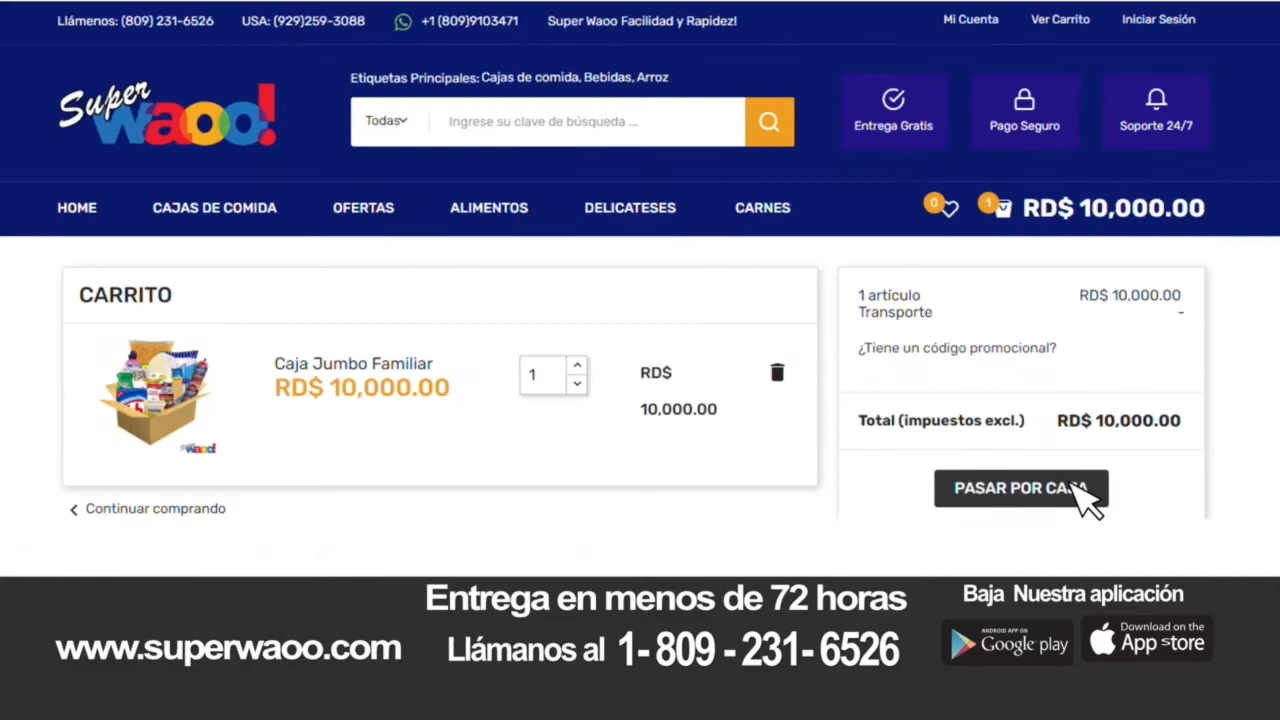 Llámenos: (809) 231-6526 USA: (929)259-3088 +1 (809)9103471 Super Waoo Facilidad y Rapidez! Mi Cuenta Ver Carrito Iniciar Sesión
Super waoo!
Etiquetas Principales: Cajas de comida, Bebidas, Arroz
Todas Ingrese su clave de búsqueda ...
Entrega Gratis Pago Seguro Soporte 24/7
HOME CAJAS DE COMIDA OFERTAS ALIMENTOS DELICATESES CARNES 0 1 RD$ 10,000.00
CARRITO
Caja Jumbo Familiar
RD$ 10,000.00
1
RD$
10,000.00
Super waoo!
Continuar comprando
1 artículo RD$ 10,000.00
Transporte -
¿Tiene un código promocional?
Total (impuestos excl.) RD$ 10,000.00
PASAR POR CAJA
www.superwaoo.com
Entrega en menos de 72 horas
Llámanos al 1-809-231-6526
Baja Nuestra aplicación
ANDROID APP ON
Google play
Download on the
App store